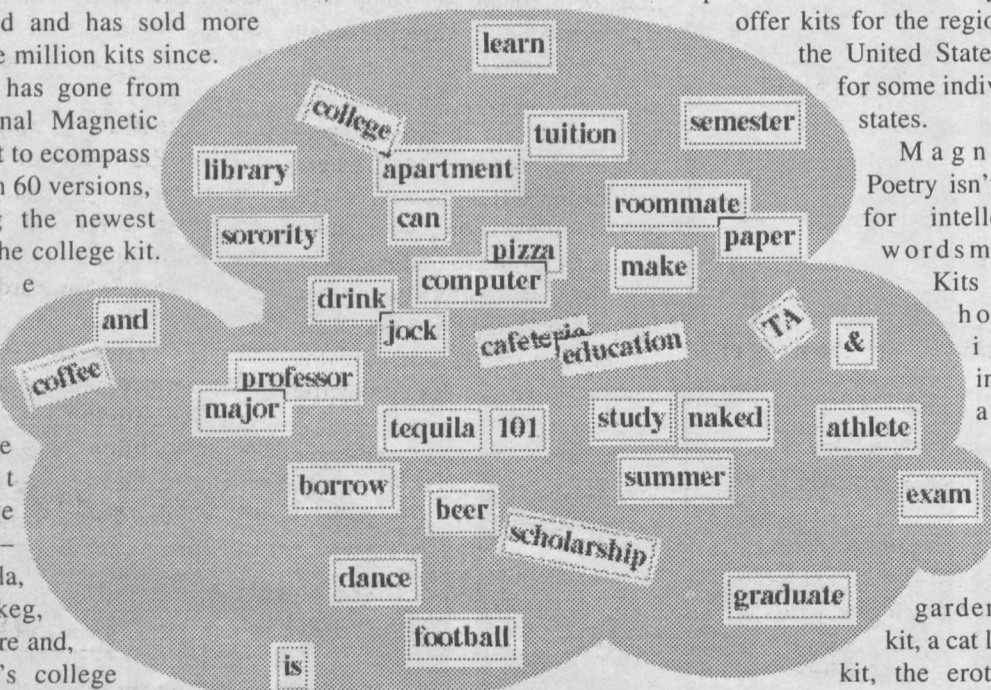 d and has sold more
e million kits since.
has gone from
nal Magnetic
t to ecompass
n 60 versions,
g the newest
he college kit.
e
e
t
e
—
la,
keg,
re and,
's college
learn
college
tuition
semester
library
apartment
roommate
can
sorority
paper
pizza
make
computer
drink
and
jock
TA
cafeteria
education
&
coffee
professor
major
tequila 101
study naked
athlete
summer
borrow
exam
beer
scholarship
dance
graduate
football
is
offer kits for the regio
the United State
for some indiv
states.
Magn
Poetry isn'
for intelle
wordsm
Kits
ho
i
in
a
garden
kit, a cat l
kit, the erot